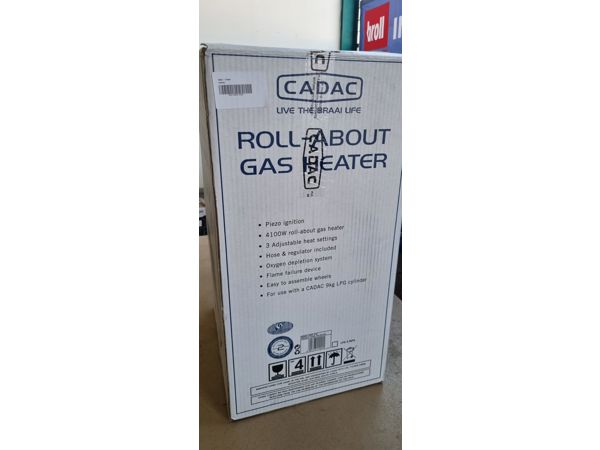 broll
CADAC
LIVE THE BRAAI LIFE
ROLL-ABOUT
GAS HEATER
CADAC
• Piezo ignition
• 4100W roll-about gas heater
• 3 Adjustable heat settings
• Hose & regulator included
• Oxygen depletion system
• Flame failure device
• Easy to assemble wheels
• For use with a CADAC 9kg LPG cylinder
2
4